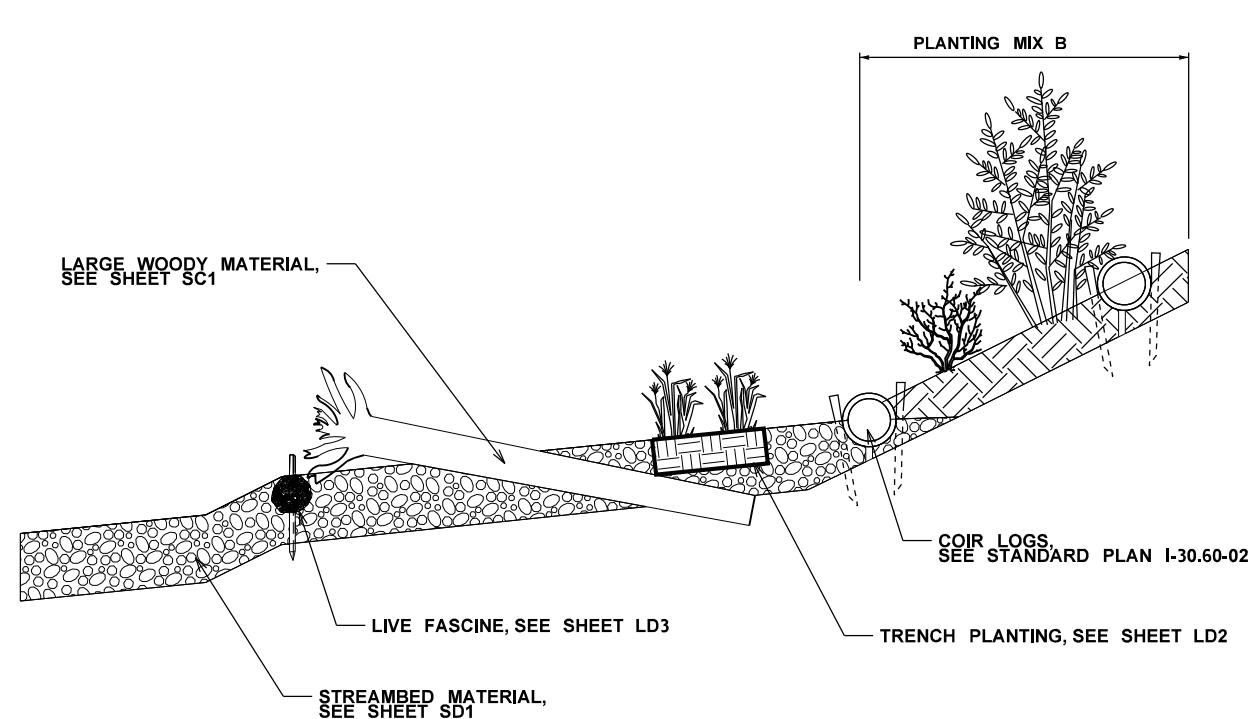 PLANTING MIX B
LARGE WOODY MATERIAL,
SEE SHEET SC1
COIR LOGS,
SEE STANDARD PLAN I-30.60-02
LIVE FASCINE, SEE SHEET LD3
TRENCH PLANTING, SEE SHEET LD2
STREAMBED MATERIAL,
SEE SHEET SD1